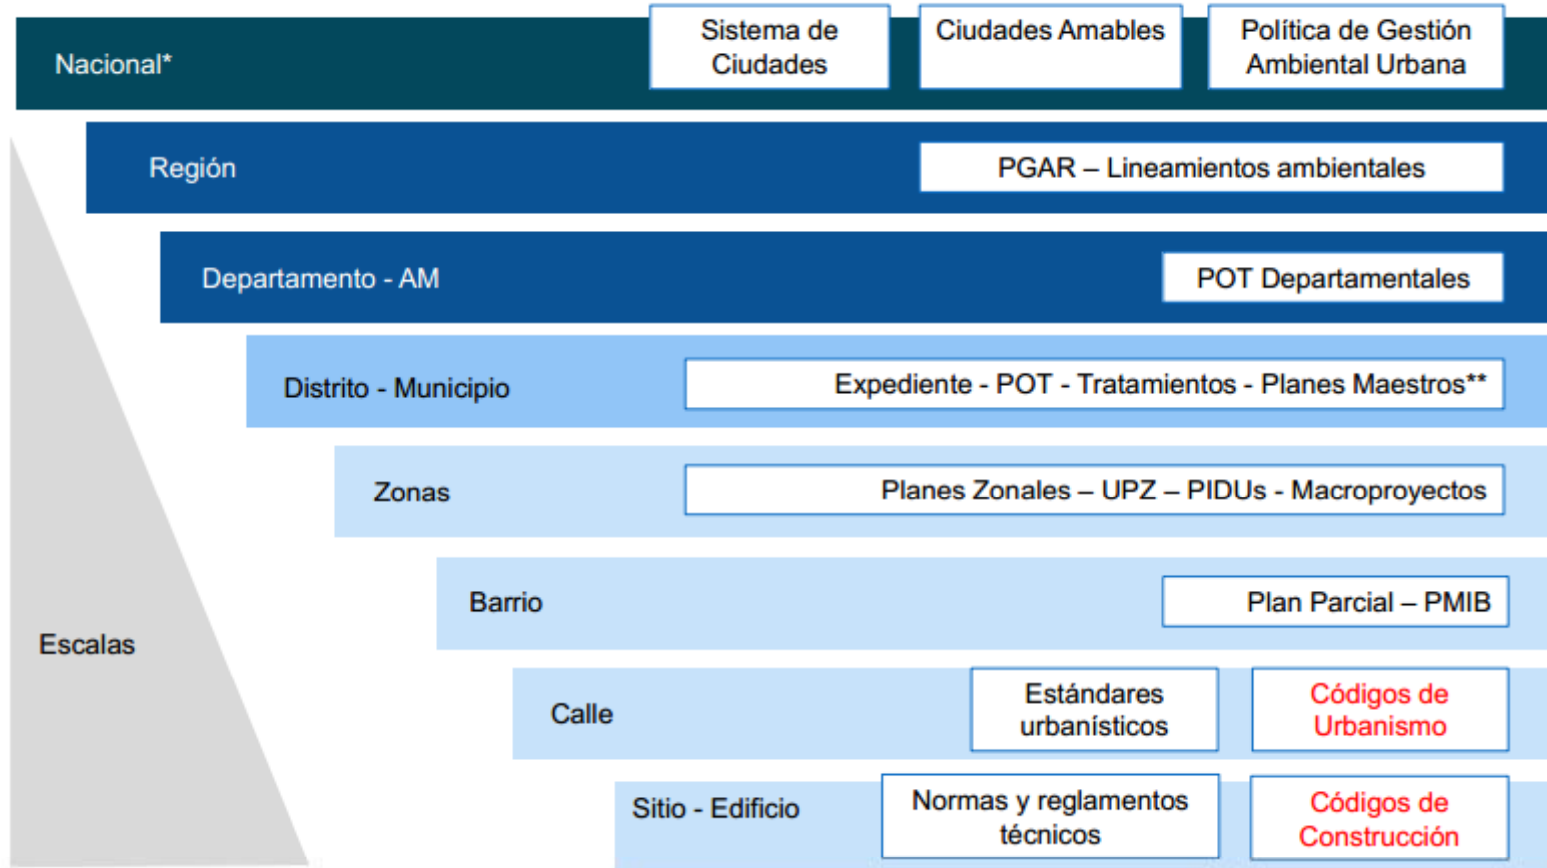 Nacional*
Sistema de
Ciudades
Ciudades Amables
Política de Gestión
Ambiental Urbana
Región
PGAR – Lineamientos ambientales
Departamento - AM
POT Departamentales
Distrito - Municipio
Expediente - POT - Tratamientos - Planes Maestros**
Zonas
Planes Zonales – UPZ – PIDUs - Macroproyectos
Barrio
Plan Parcial – PMIB
Escalas
Calle
Estándares
urbanísticos
Códigos de
Urbanismo
Sitio - Edificio
Normas y reglamentos
técnicos
Códigos de
Construcción